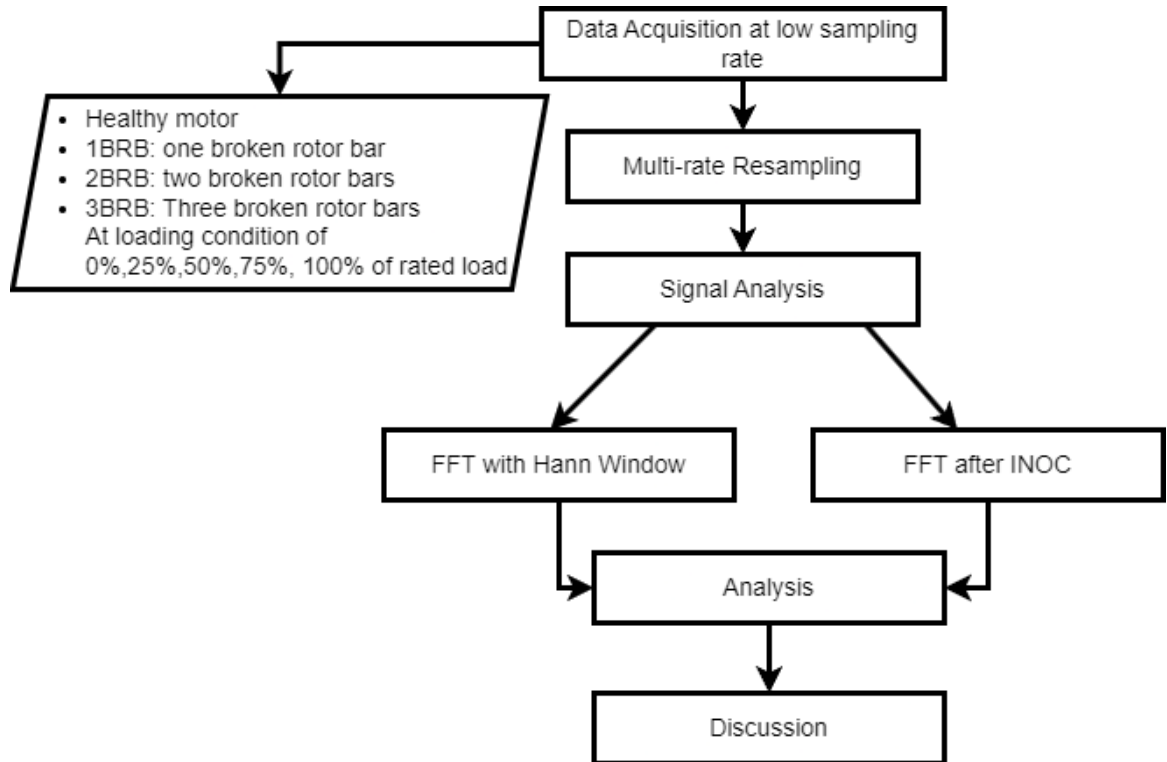 Data Acquisition at low sampling
rate
• Healthy motor
• 1BRB: one broken rotor bar
• 2BRB: two broken rotor bars
• 3BRB: Three broken rotor bars
At loading condition of
0%,25%,50%,75%, 100% of rated load
Multi-rate Resampling
Signal Analysis
FFT with Hann Window
FFT after INOC
Analysis
Discussion